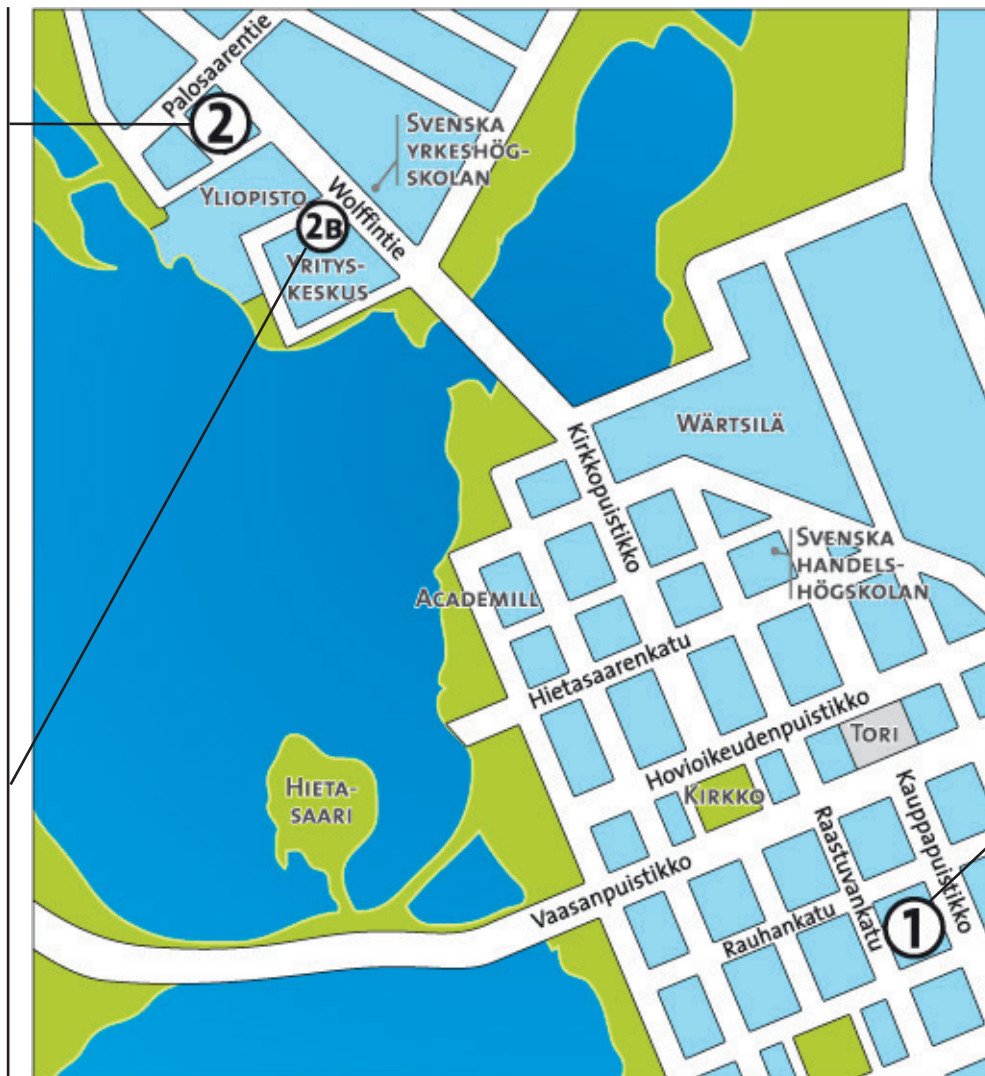 Palosaarentie
2
SVENSKA
YRKESHÖG-
SKOLAN
YLIOPISTO
Wolffintie
2B
YRITYS-
KESKUS
WÄRTSILÄ
Kirkkopuistikko
SVENSKA
HANDELS-
HÖGSKOLAN
ACADEMILL
Hietasaarenkatu
Hovioikeudenpuistikko
TORI
HIETA-
SAARI
KIRKKO
Kauppapuistikko
Raastuvankatu
Vaasanpuistikko
Rauhankatu
1